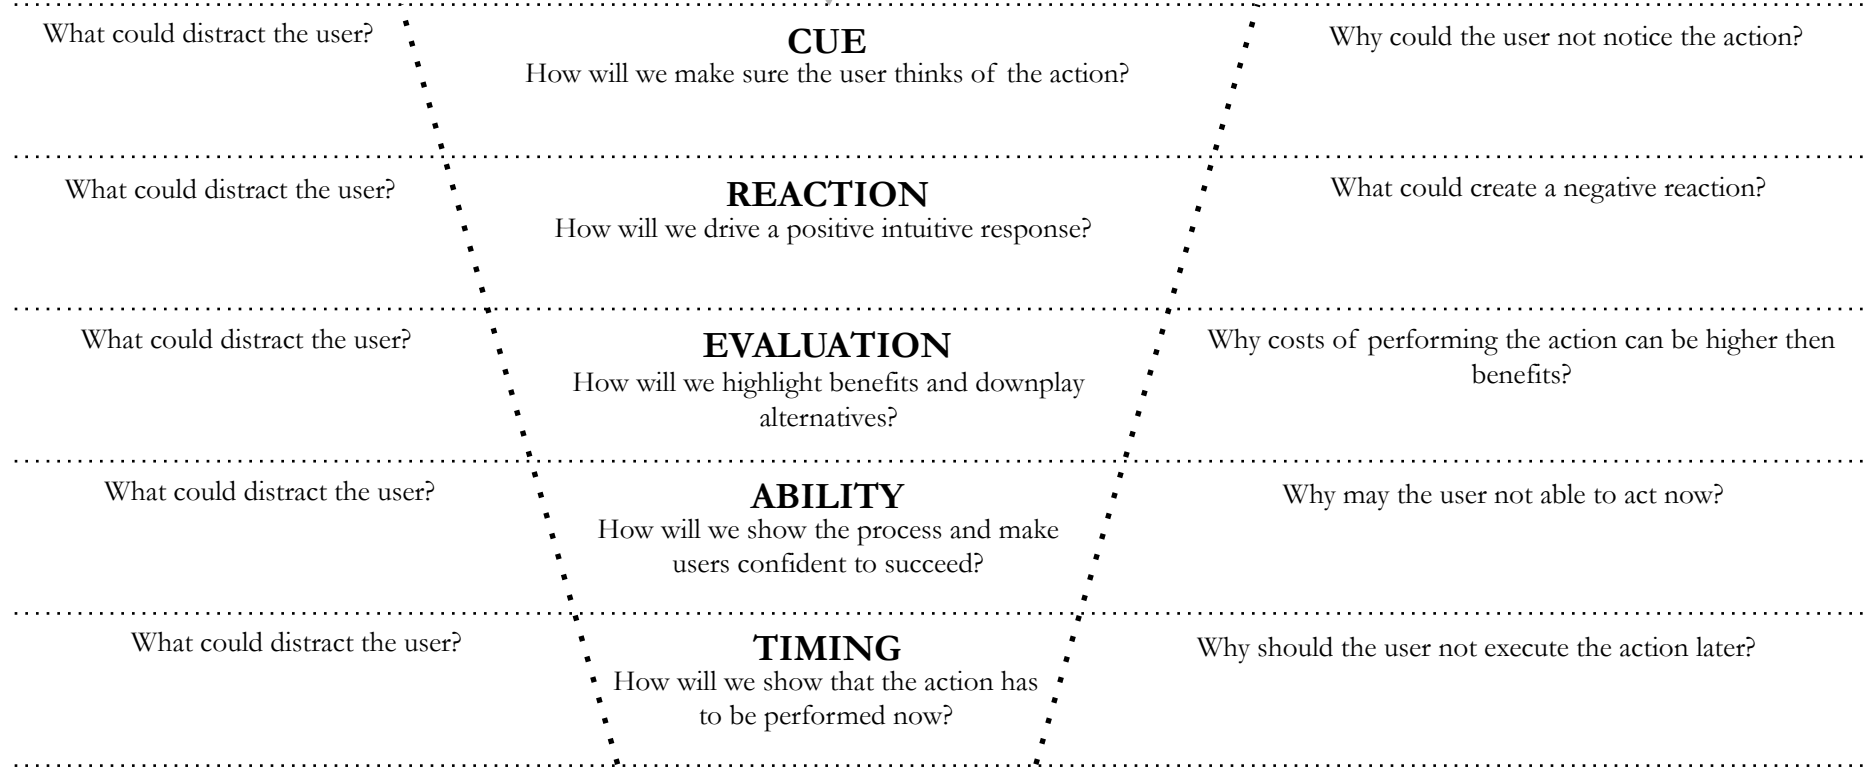 What could distract the user?
CUE
How will we make sure the user thinks of the action?
Why could the user not notice the action?
What could distract the user?
REACTION
How will we drive a positive intuitive response?
What could create a negative reaction?
What could distract the user?
EVALUATION
How will we highlight benefits and downplay
alternatives?
Why costs of performing the action can be higher then
benefits?
What could distract the user?
ABILITY
How will we show the process and make
users confident to succeed?
Why may the user not able to act now?
What could distract the user?
TIMING
How will we show that the action has
to be performed now?
Why should the user not execute the action later?